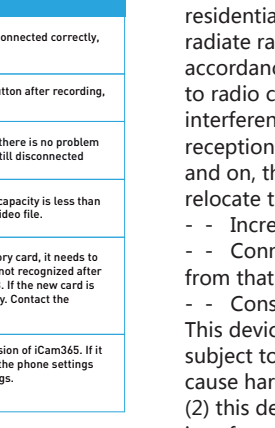 onnected correctly,
tton after recording,
there is no problem
till disconnected
capacity is less than
ideo file.
ory card, it needs to
not recognized after
. If the new card is
y. Contact the
sion of iCam365. If it
the phone settings
gs.
residentia
radiate ra
accordanc
to radio c
interferen
reception
and on, th
relocate t
- - Incre
- - Conn
from that
- - Cons
This devic
subject to
cause har
(2) this de